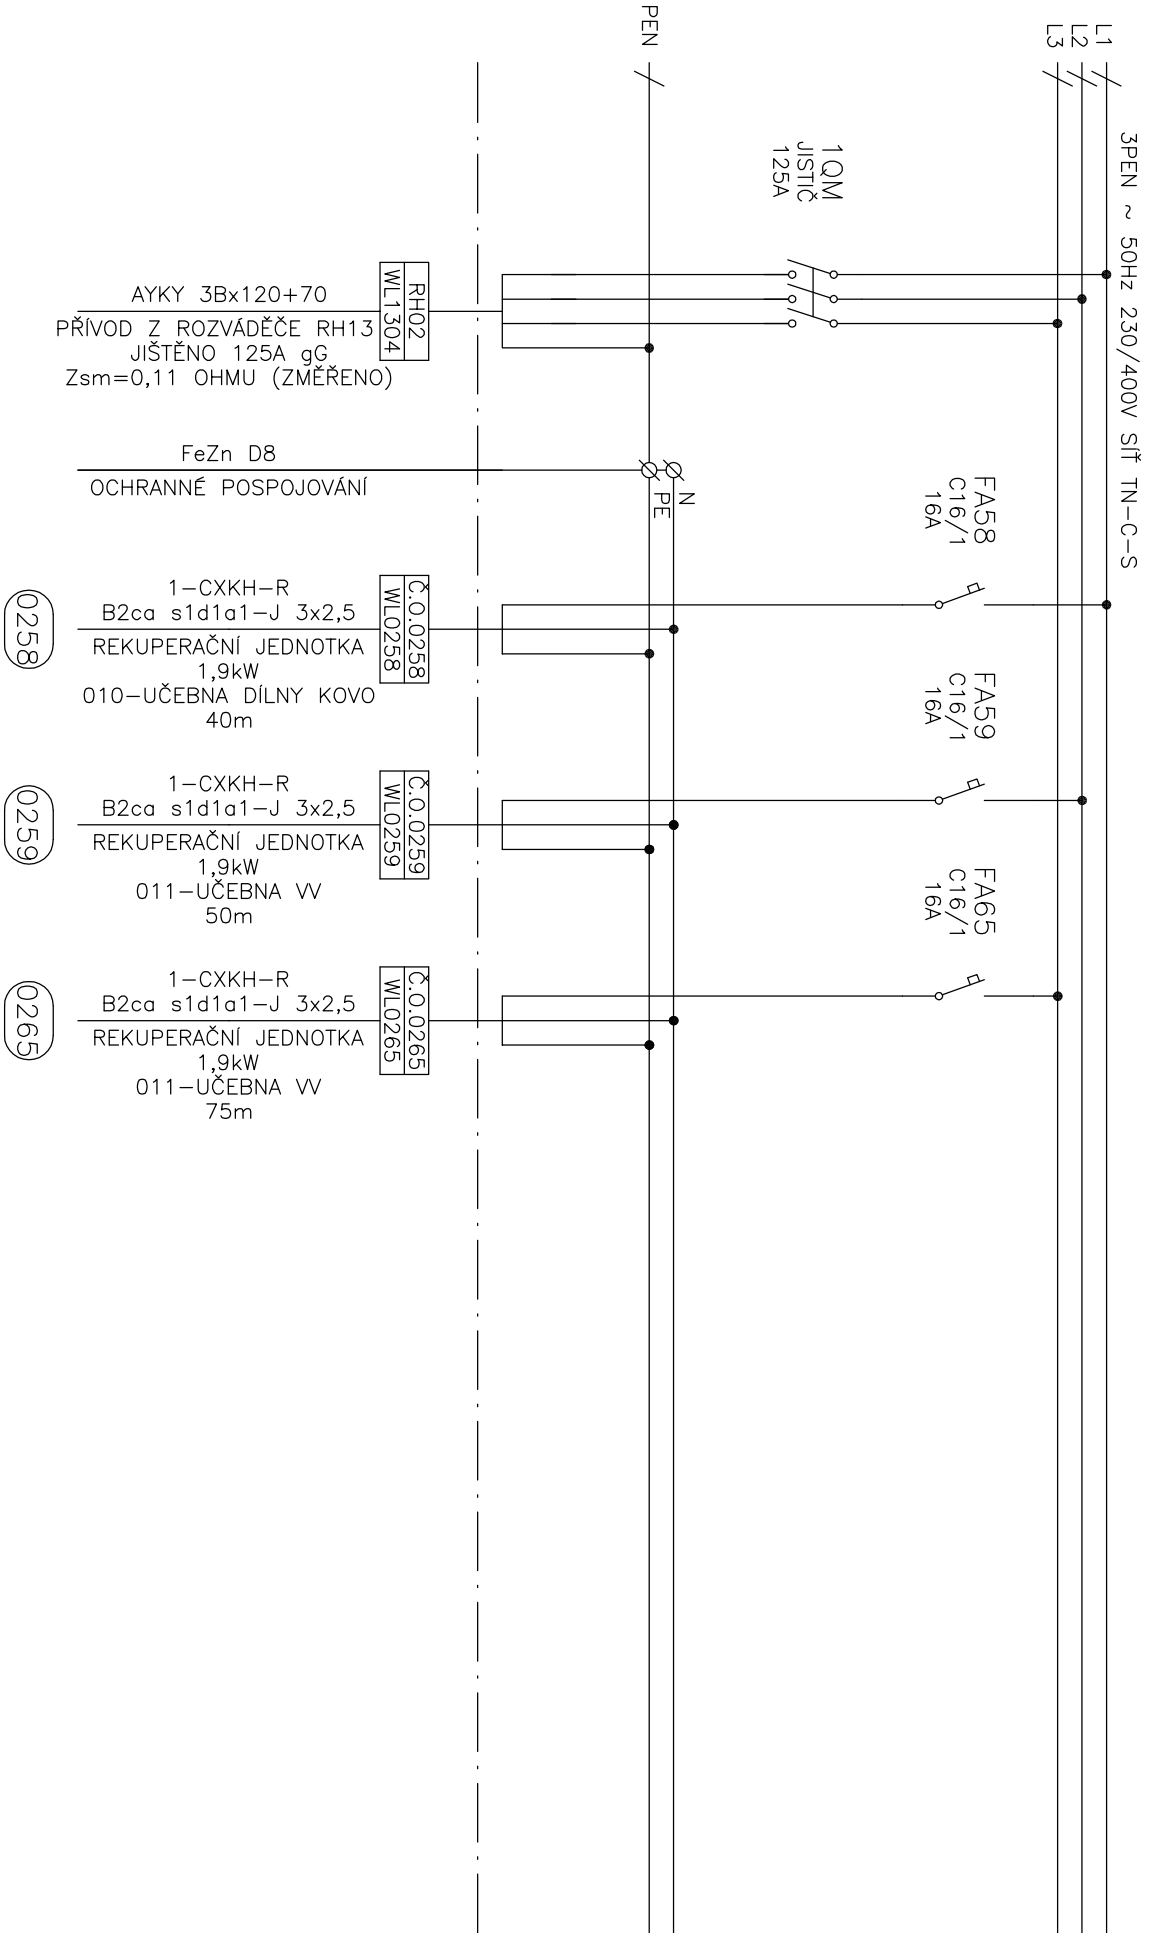 L1
L2
L3
3PEN ~ 50Hz 230/400V SÍŤ TN-C-S
PEN
1QM
JISTIČ
125A
RH02
WL1304
AYKY 3Bx120+70
PŘÍVOD Z ROZVÁDĚČE RH13
JIŠTĚNO 125A gG
Zsm=0,11 OHMU (ZMĚŘENO)
FeZn D8
OCHRANNÉ POSPOJOVÁNÍ
N
PE
FA58
C16/1
16A
Č.O.0258
WL0258
1-CXKH-R
B2ca s1d1a1-J 3x2,5
REKUPERAČNÍ JEDNOTKA
1,9kW
010-UČEBNA DÍLNY KOVO
40m
0258
FA59
C16/1
16A
Č.O.0259
WL0259
1-CXKH-R
B2ca s1d1a1-J 3x2,5
REKUPERAČNÍ JEDNOTKA
1,9kW
011-UČEBNA VV
50m
0259
FA65
C16/1
16A
Č.O.0265
WL0265
1-CXKH-R
B2ca s1d1a1-J 3x2,5
REKUPERAČNÍ JEDNOTKA
1,9kW
011-UČEBNA VV
75m
0265